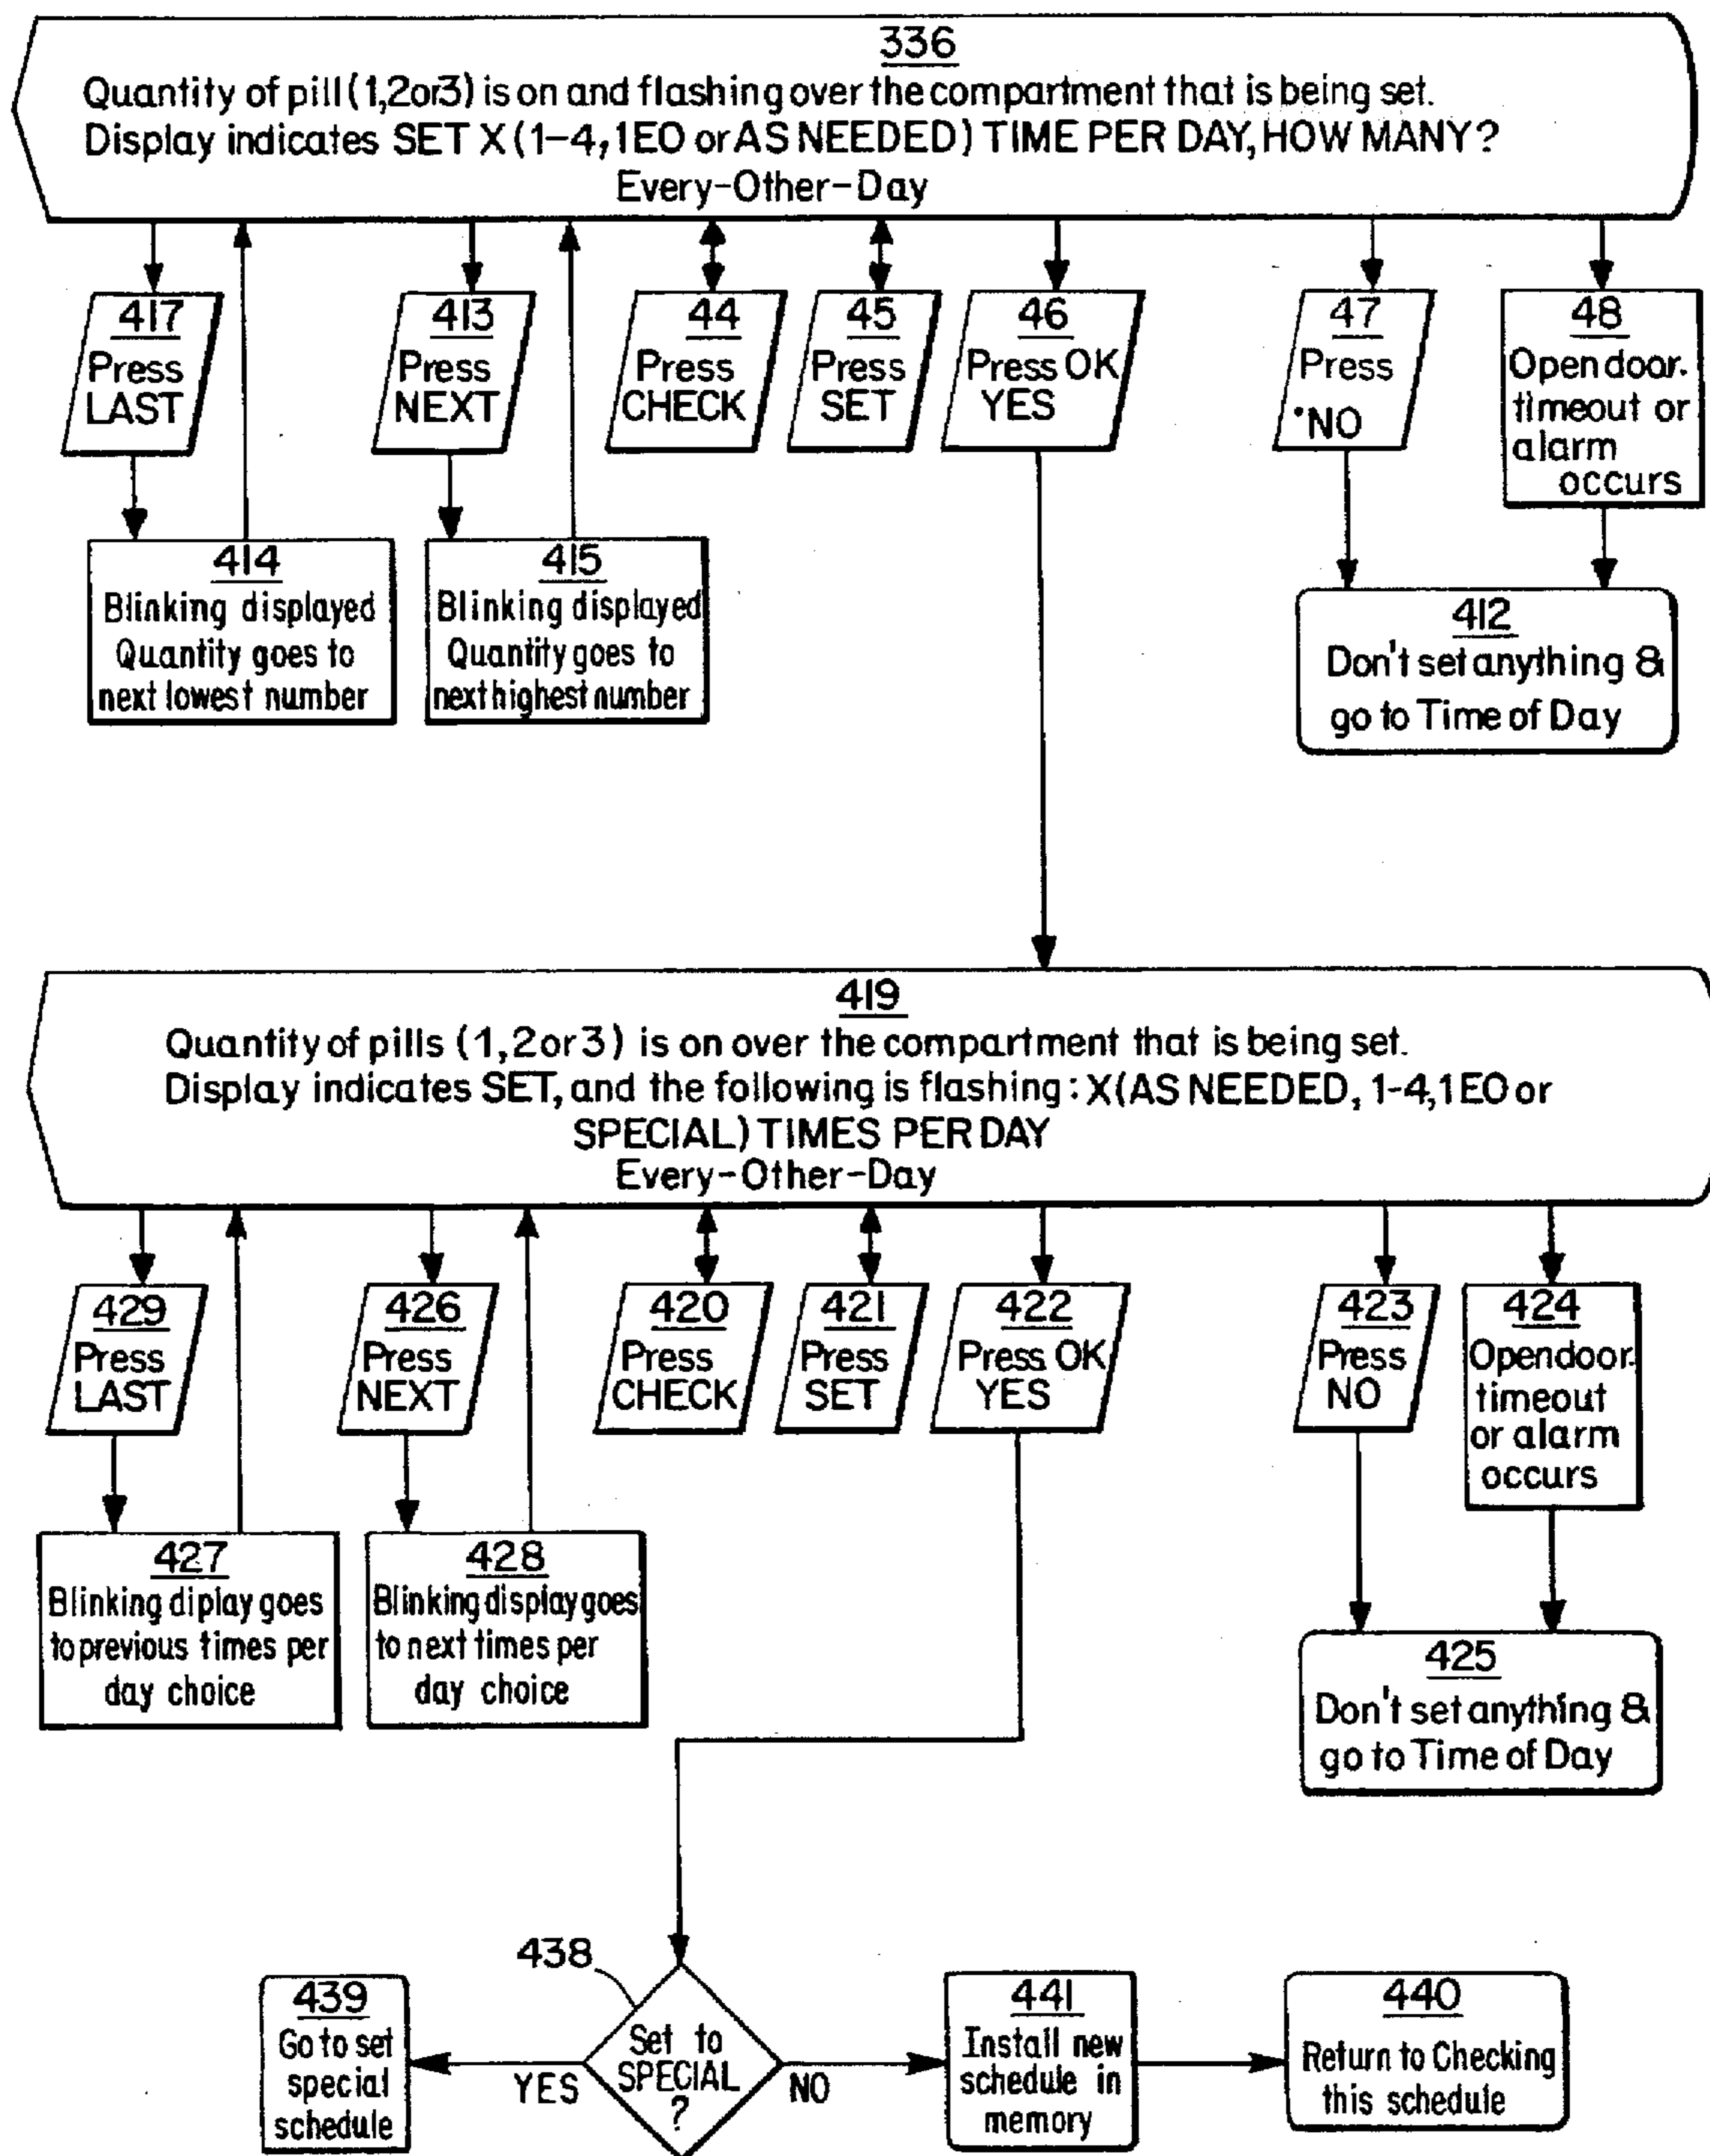 336
Quantity of pill (1,2or3) is on and flashing over the compartment that is being set.
Display indicates SET X (1-4, 1EO or AS NEEDED) TIME PER DAY, HOW MANY?
Every-Other-Day
417
Press
LAST
413
Press
NEXT
44
Press
CHECK
45
Press
SET
46
Press OK
YES
47
Press
NO
48
Open door.
timeout or
alarm
occurs
414
Blinking displayed
Quantity goes to
next lowest number
415
Blinking displayed
Quantity goes to
next highest number
412
Don't set anything &
go to Time of Day
419
Quantity of pills (1,2or3) is on over the compartment that is being set.
Display indicates SET, and the following is flashing : X (AS NEEDED, 1-4, 1EO or
SPECIAL) TIMES PER DAY
Every-Other-Day
429
Press
LAST
426
Press
NEXT
420
Press
CHECK
421
Press
SET
422
Press OK
YES
423
Press
NO
424
Open door.
timeout
or alarm
occurs
427
Blinking diplay goes
to previous times per
day choice
428
Blinking display goes
to next times per
day choice
425
Don't set anything &
go to Time of Day
438
439
Go to set
special
schedule
YES
Set to
SPECIAL
?
NO
441
Install new
schedule in
memory
440
Return to Checking
this schedule